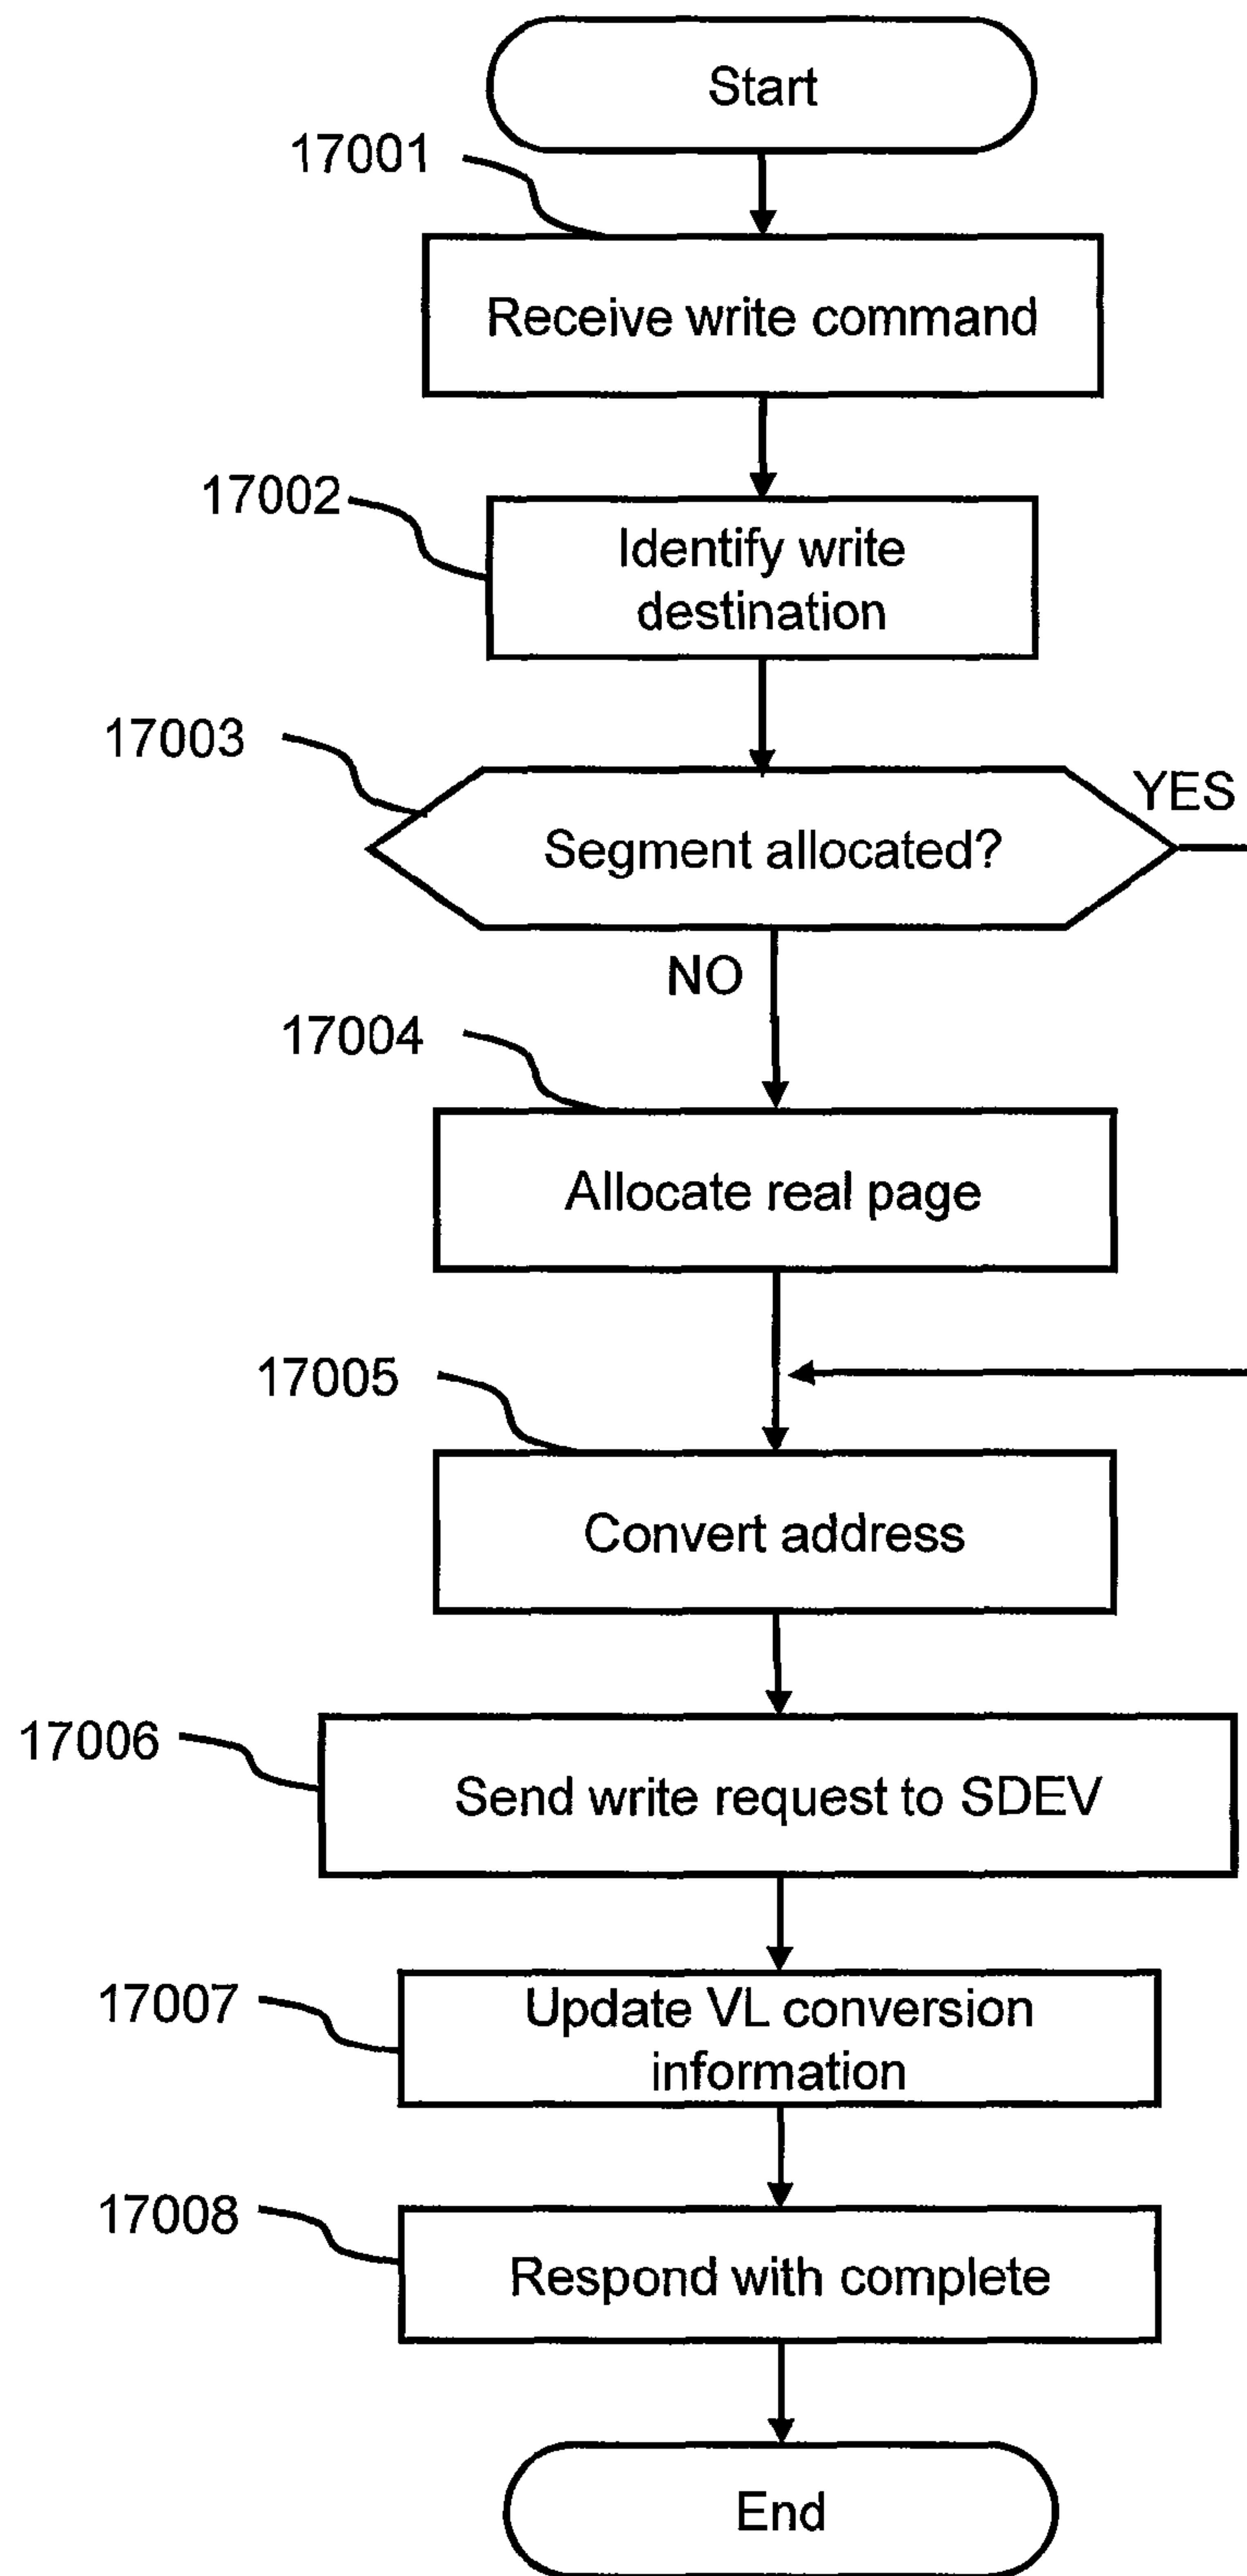 Start
17001
Receive write command
17002
Identify write
destination
17003
YES
Segment allocated?
NO
17004
Allocate real page
17005
Convert address
17006
Send write request to SDEV
17007
Update VL conversion
information
17008
Respond with complete
End